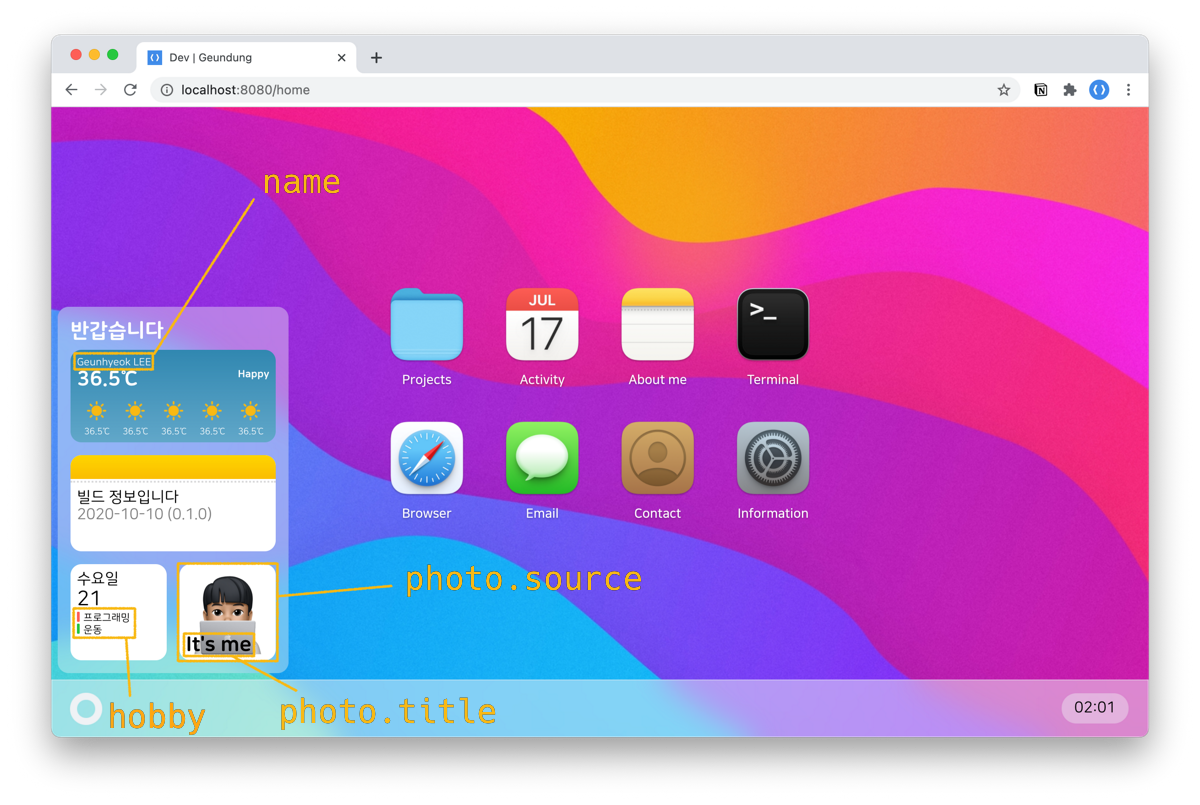 Dev | Geundung
localhost:8080/home
name
반갑습니다
Geunhyeok LEE
36.5℃
Happy
36.5℃ 36.5℃ 36.5℃ 36.5℃ 36.5℃
빌드 정보입니다
2020-10-10 (0.1.0)
수요일
21
프로그래밍
운동
It's me
JUL
17
>_
Projects Activity About me Terminal
Browser Email Contact Information
photo.source
hobby
photo.title
02:01